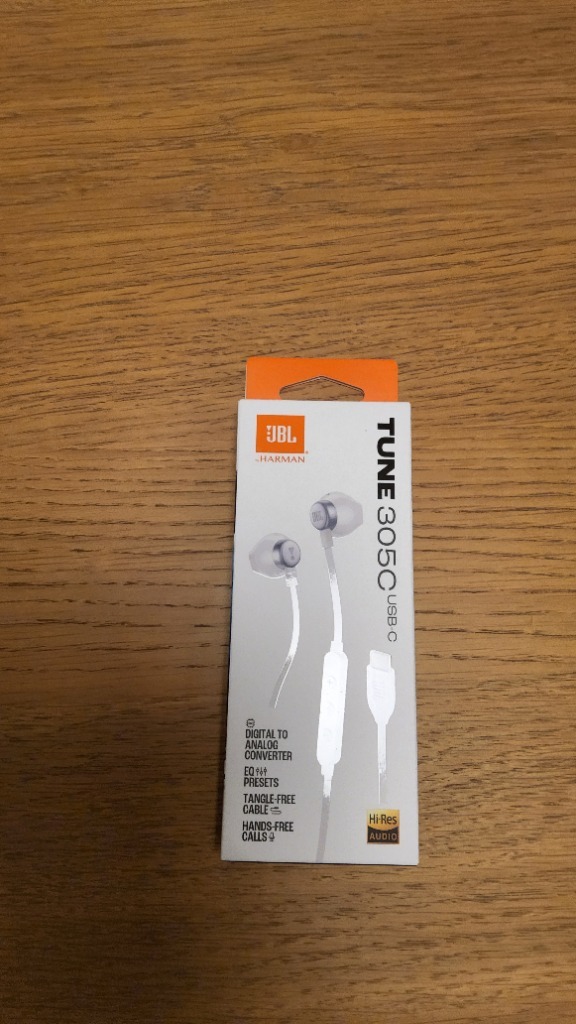 JBL
by HARMAN
TUNE 305C USB-C
JBL
DIGITAL TO
ANALOG
CONVERTER
EQ
PRESETS
TANGLE-FREE
CABLE
HANDS-FREE
CALLS
Hi-Res
AUDIO